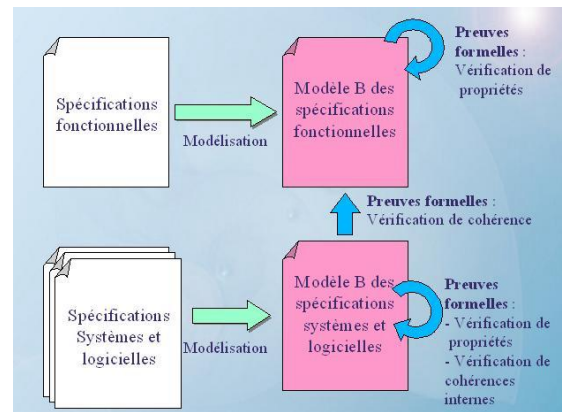 Spécifications
fonctionnelles
Modélisation
Modèle B des
spécifications
fonctionnelles
Preuves
formelles :
Vérification de
propriétés
Preuves formelles :
Vérification de cohérence
Spécifications
Systèmes et
logicielles
Modélisation
Modèle B des
spécifications
systèmes et
logicielles
Preuves
formelles :
- Vérification de
propriétés
- Vérification de
cohérences
internes